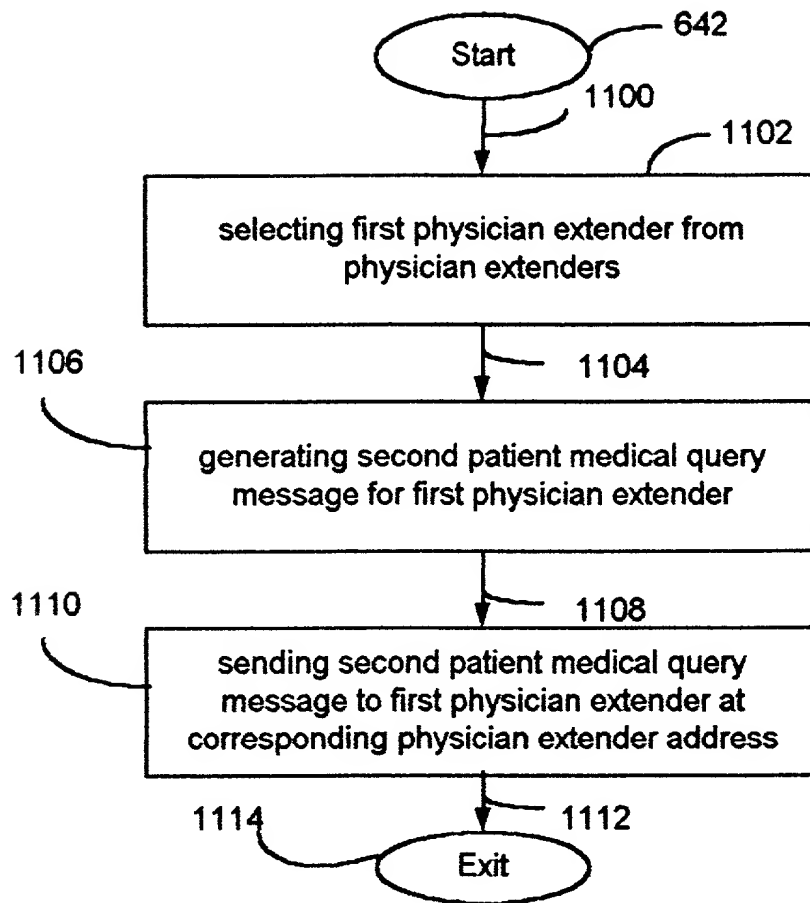 Start
642
1100
1102
selecting first physician extender from
physician extenders
1104
1106
generating second patient medical query
message for first physician extender
1108
1110
sending second patient medical query
message to first physician extender at
corresponding physician extender address
1112
1114
Exit